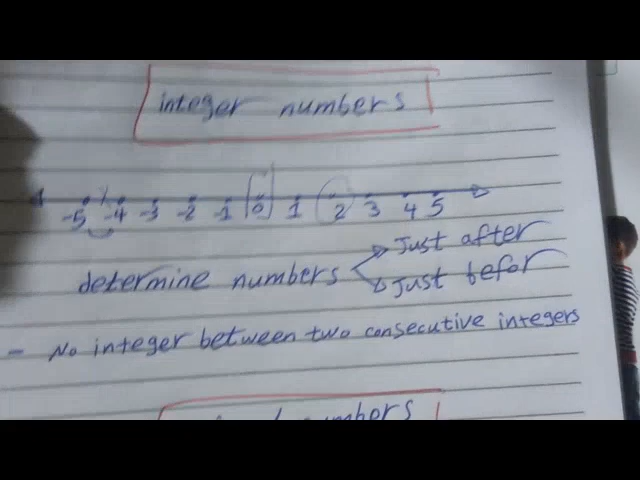 integer numbers
-5 -4 -3 -2 -1 0 1 2 3 4 5
determine numbers
Just after
Just befor
- No integer between two consecutive integers
numbers